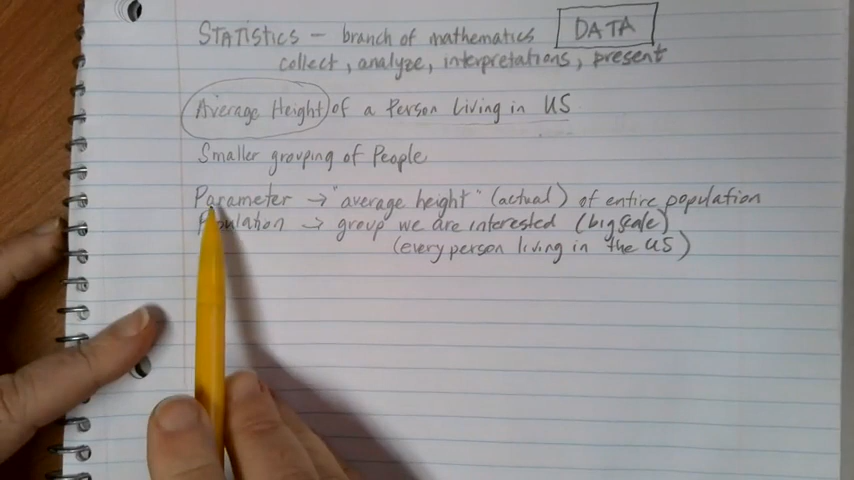 STATISTICS – branch of mathematics DATA
collect, analyze, interpretations, present
Average Height of a Person Living in US
Smaller grouping of People
Parameter → "average height" (actual) of entire population
Population → group we are interested (big scale)
(every person living in the US)